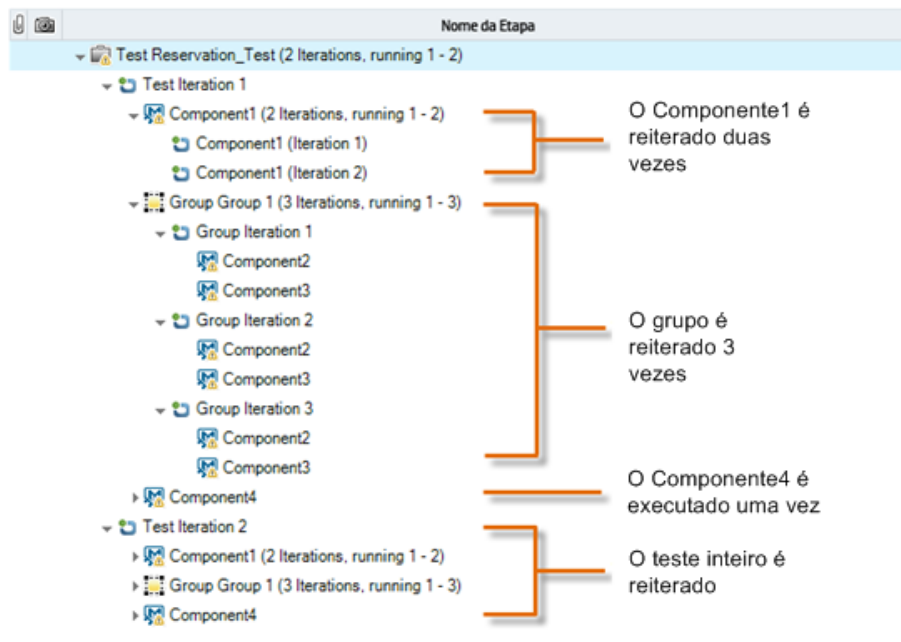 Nome da Etapa
Test Reservation_Test (2 Iterations, running 1 - 2)
Test Iteration 1
Component1 (2 Iterations, running 1 - 2)
Component1 (Iteration 1)
Component1 (Iteration 2)
O Componente1 é
reiterado duas
vezes
Group Group 1 (3 Iterations, running 1 - 3)
Group Iteration 1
Component2
Component3
Group Iteration 2
Component2
Component3
Group Iteration 3
Component2
Component3
O grupo é
reiterado 3
vezes
Component4
O Componente4 é
executado uma vez
Test Iteration 2
Component1 (2 Iterations, running 1 - 2)
Group Group 1 (3 Iterations, running 1 - 3)
Component4
O teste inteiro é
reiterado